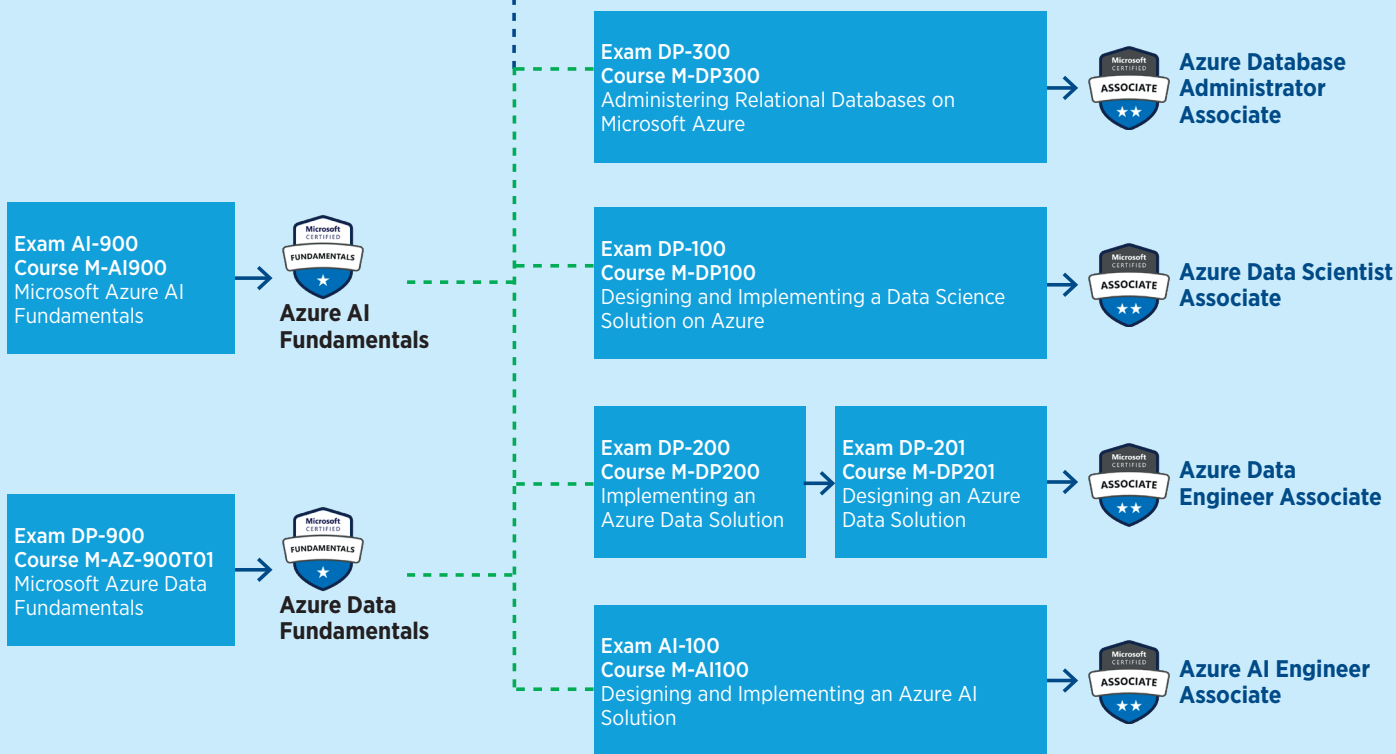 Exam DP-300
Course M-DP300
Administering Relational Databases on
Microsoft Azure
Microsoft
CERTIFIED
ASSOCIATE
Azure Database
Administrator
Associate
Exam AI-900
Course M-AI900
Microsoft Azure AI
Fundamentals
Microsoft
CERTIFIED
FUNDAMENTALS
Azure AI
Fundamentals
Exam DP-100
Course M-DP100
Designing and Implementing a Data Science
Solution on Azure
Microsoft
CERTIFIED
ASSOCIATE
Azure Data Scientist
Associate
Exam DP-200
Course M-DP200
Implementing an
Azure Data Solution
Exam DP-201
Course M-DP201
Designing an Azure
Data Solution
Microsoft
CERTIFIED
ASSOCIATE
Azure Data
Engineer Associate
Exam DP-900
Course M-AZ-900T01
Microsoft Azure Data
Fundamentals
Microsoft
CERTIFIED
FUNDAMENTALS
Azure Data
Fundamentals
Exam AI-100
Course M-AI100
Designing and Implementing an Azure AI
Solution
Microsoft
CERTIFIED
ASSOCIATE
Azure AI Engineer
Associate